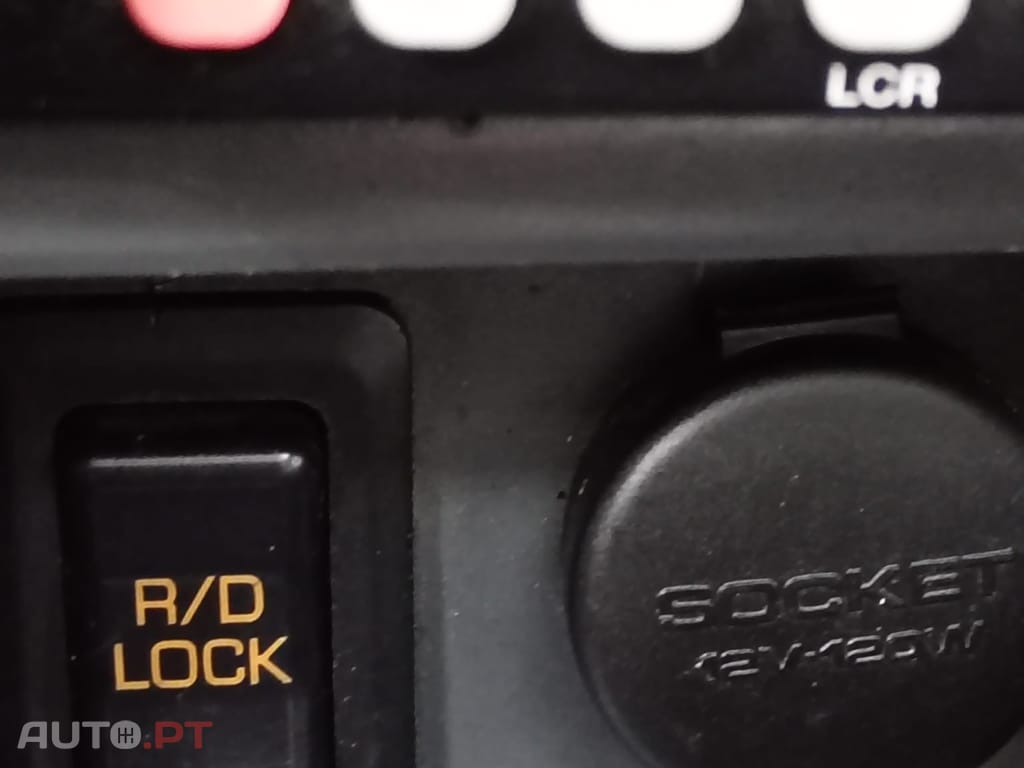 LCR
R/D
LOCK
SOCKET
12V-120W
AUTO.PT